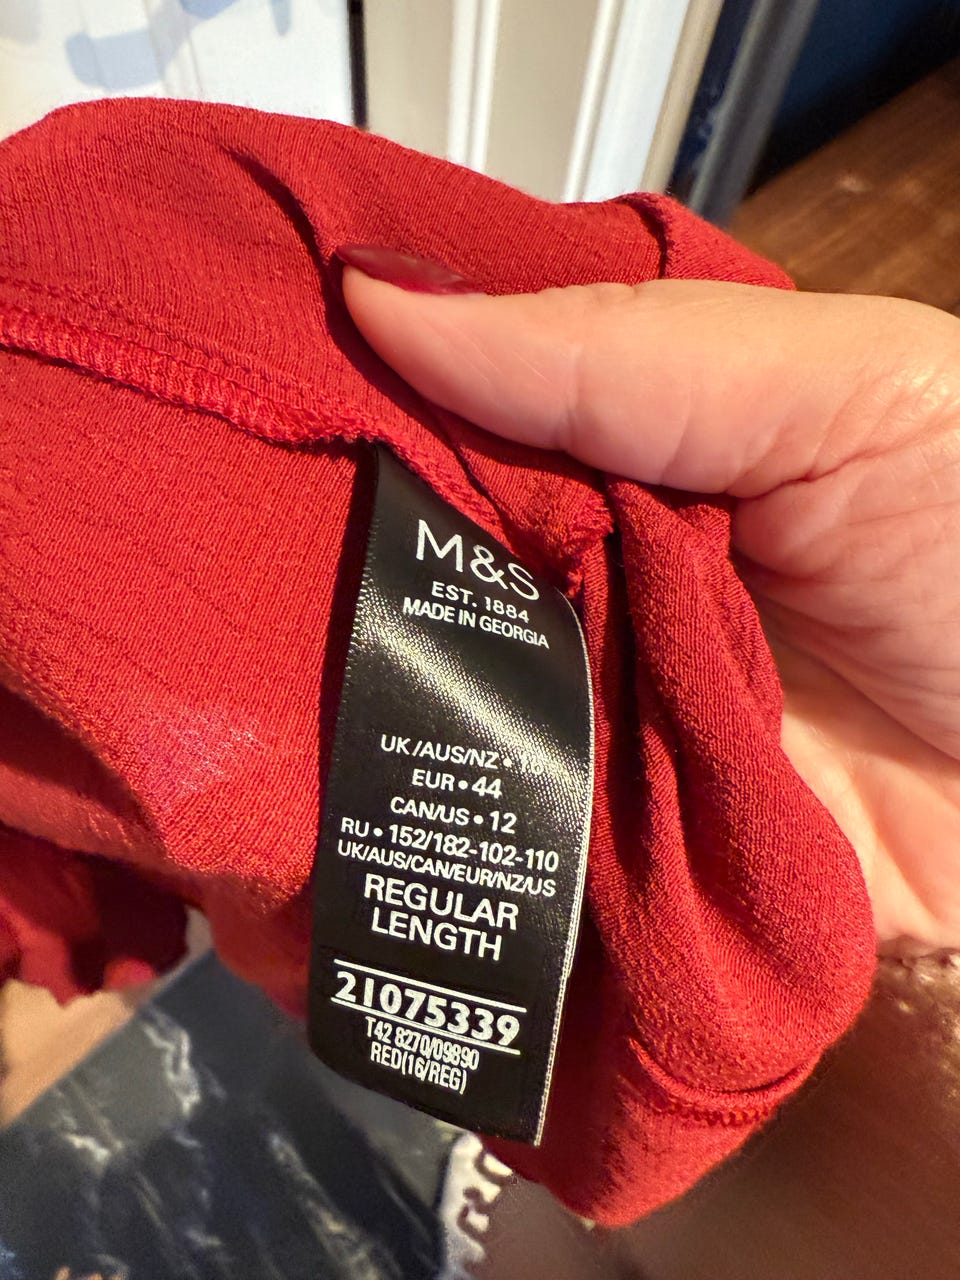 M&S
EST. 1884
MADE IN GEORGIA
UK/AUS/NZ • 16
EUR • 44
CAN/US • 12
RU • 152/182-102-110
UK/AUS/CAN/EUR/NZ/US
REGULAR
LENGTH
21075339
T42 8270/09890
RED(16/REG)